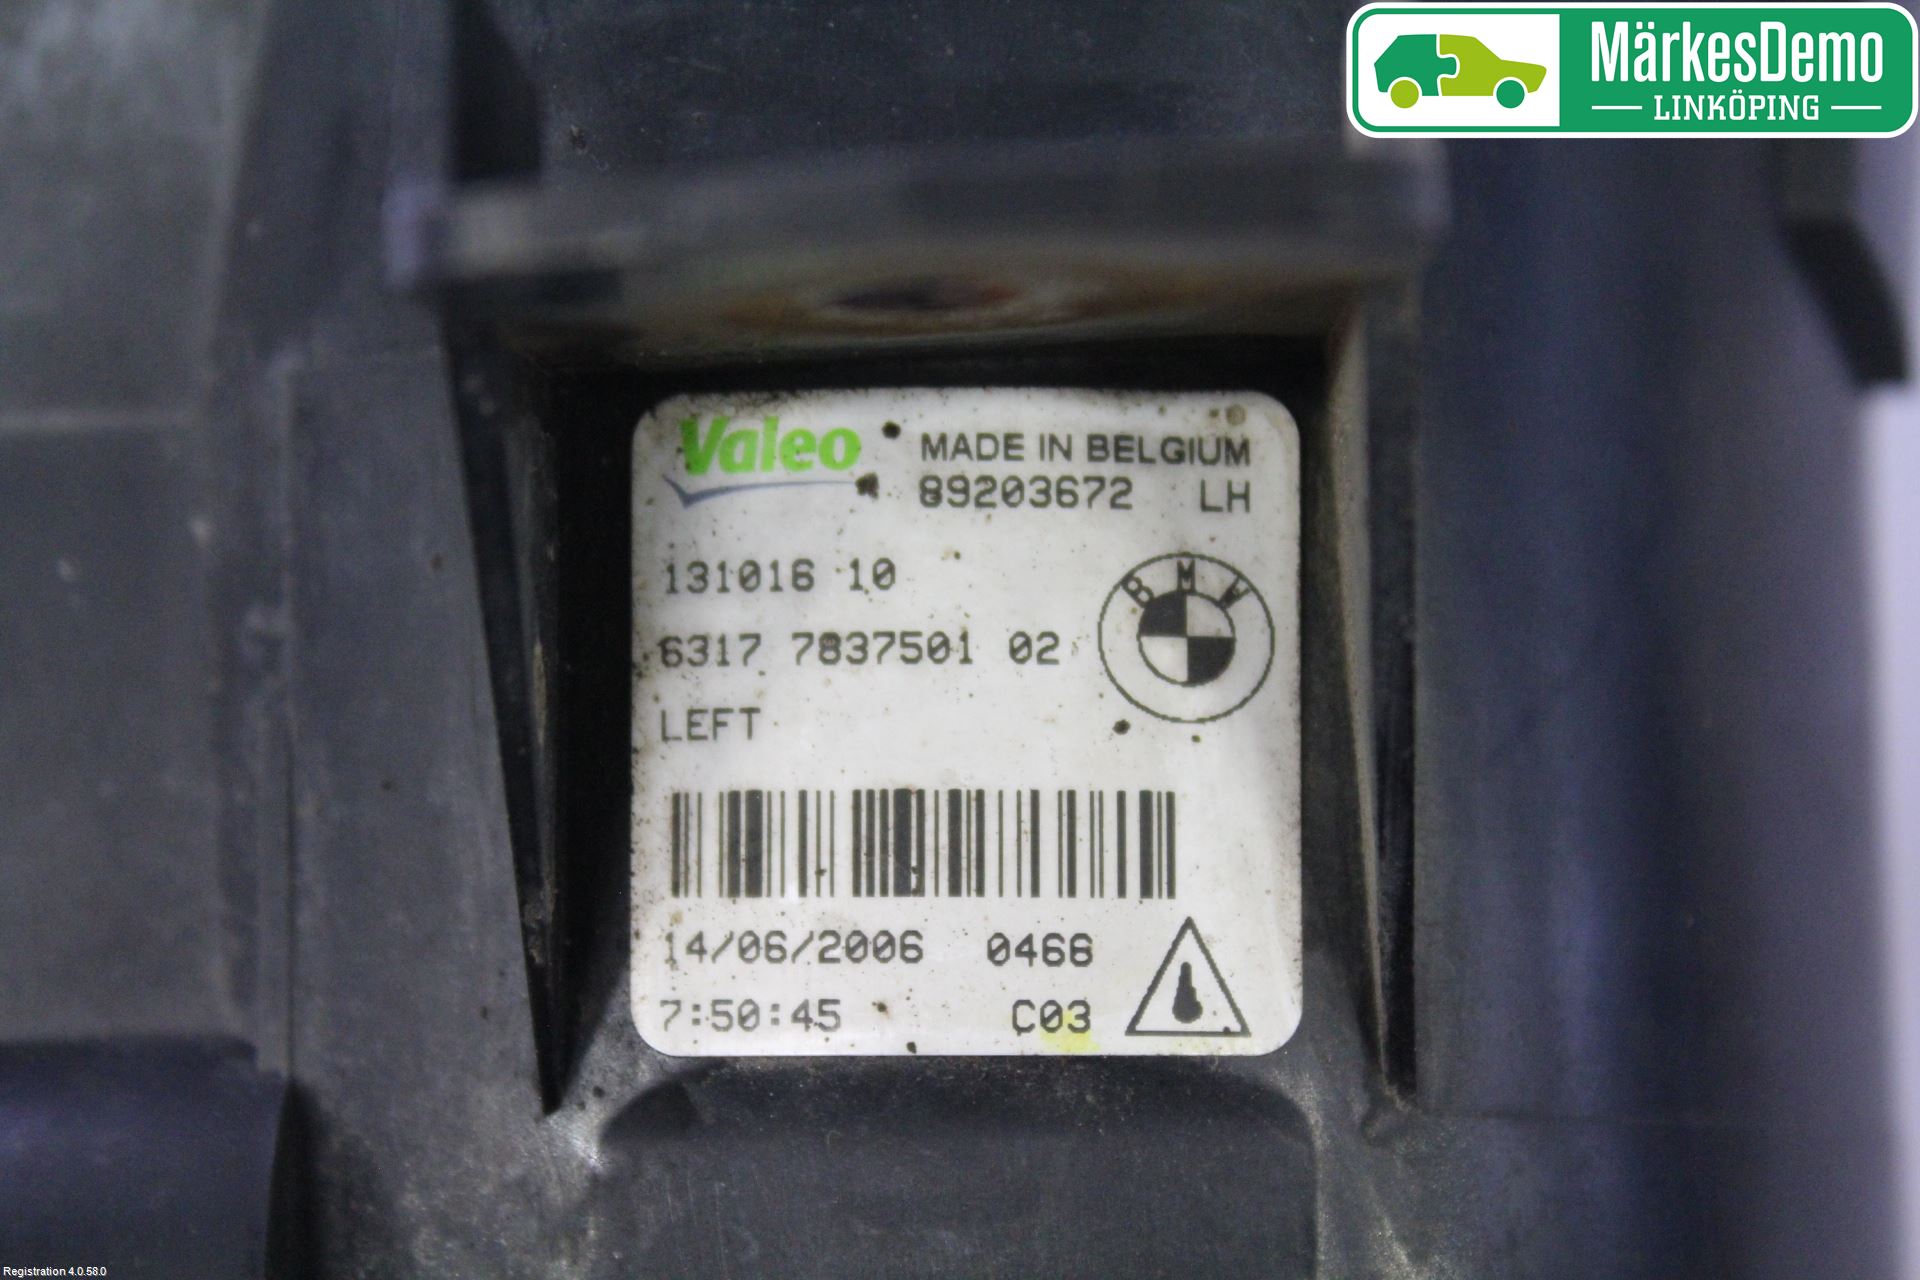 MärkesDemo
LINKÖPING
Valeo
MADE IN BELGIUM
89203672 LH
131016 10
6317 7837501 02
BMW
LEFT
14/06/2006 0466
7:50:45 C03
Registration 4.0.58.0